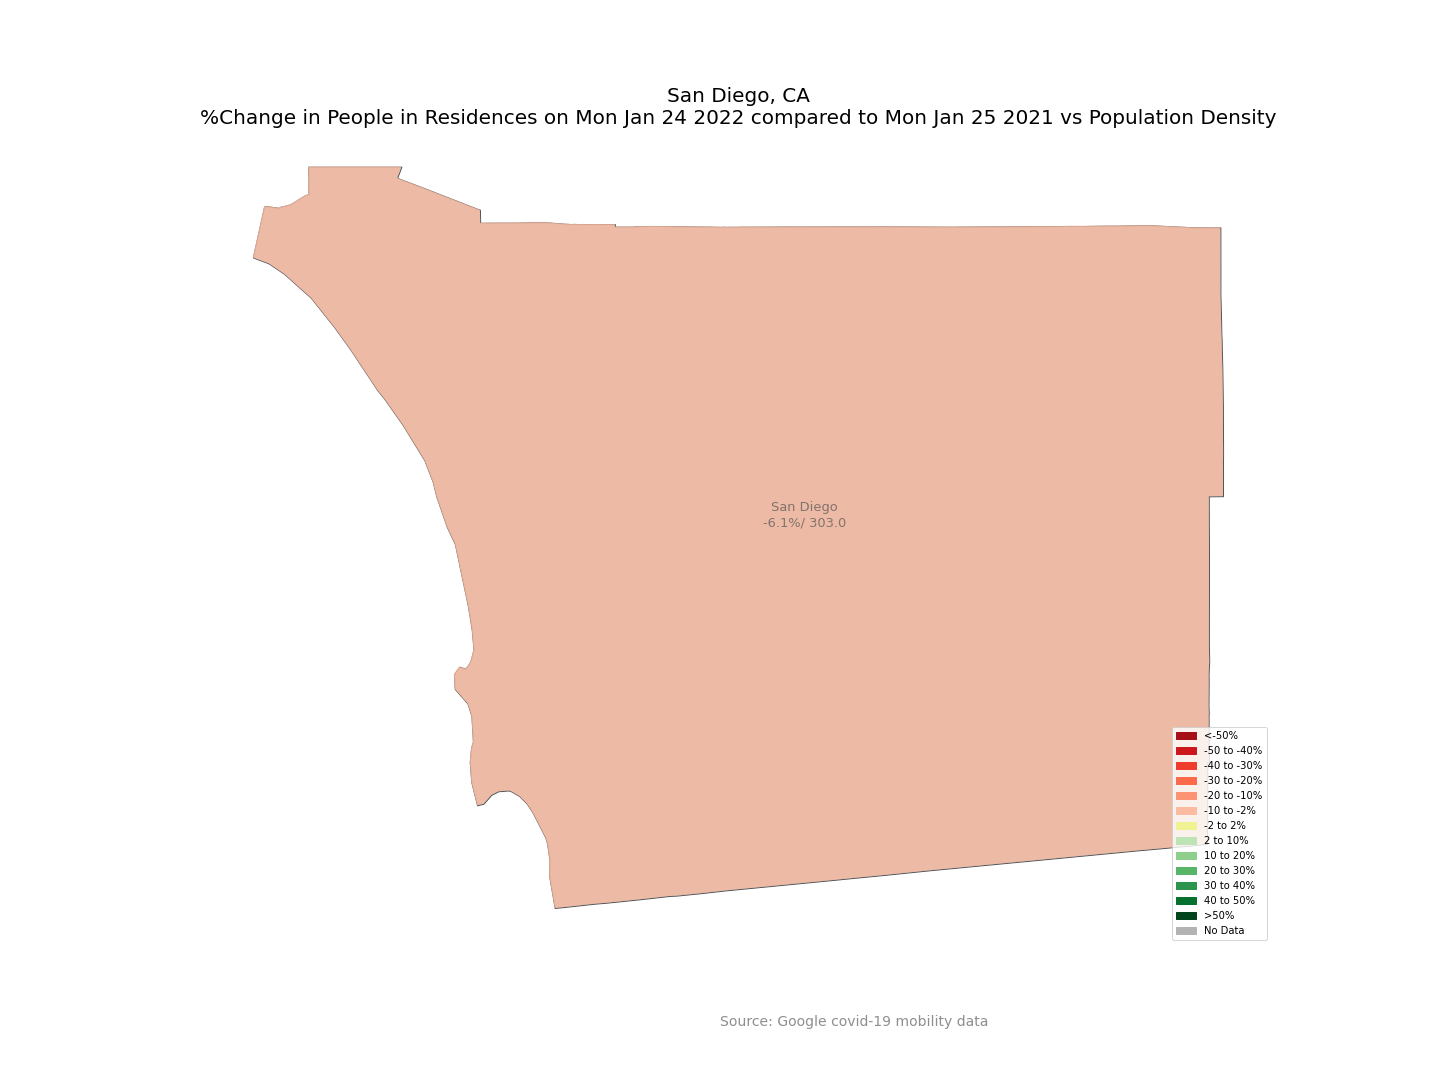 San Diego, CA
%Change in People in Residences on Mon Jan 24 2022 compared to Mon Jan 25 2021 vs Population Density
San Diego
-6.1%/ 303.0
<-50%
-50 to -40%
-40 to -30%
-30 to -20%
-20 to -10%
-10 to -2%
-2 to 2%
2 to 10%
10 to 20%
20 to 30%
30 to 40%
40 to 50%
>50%
No Data
Source: Google covid-19 mobility data